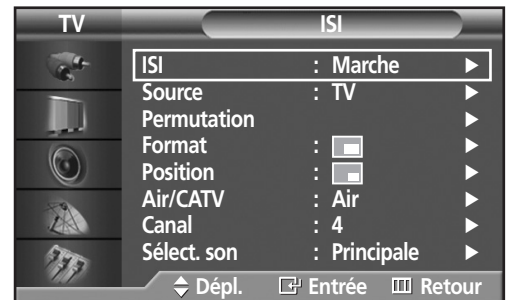 TV ISI
ISI : Marche
Source : TV
Permutation
Format :
Position :
Air/CATV : Air
Canal : 4
Sélect. son : Principale
Dépl. Entrée Retour